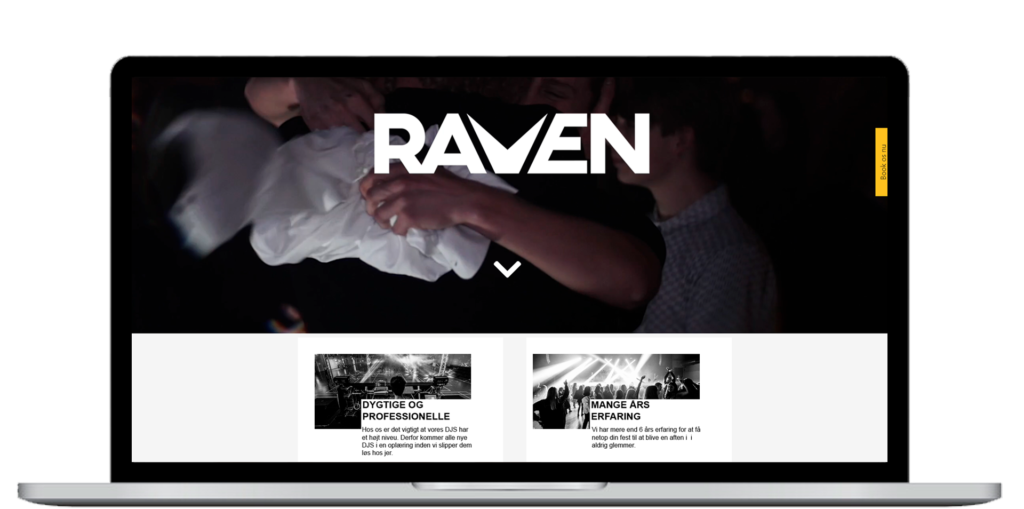 RAVEN
Book os nu
DYGTIGE OG
PROFESSIONELLE
Hos os er det vigtigt at vores DJS har
et højt niveu. Derfor kommer alle nye
DJS i en oplæring inden vi slipper dem
løs hos jer.
MANGE ÅRS
ERFARING
Vi har mere end 6 års erfaring for at få
netop din fest til at blive en aften i i
aldrig glemmer.